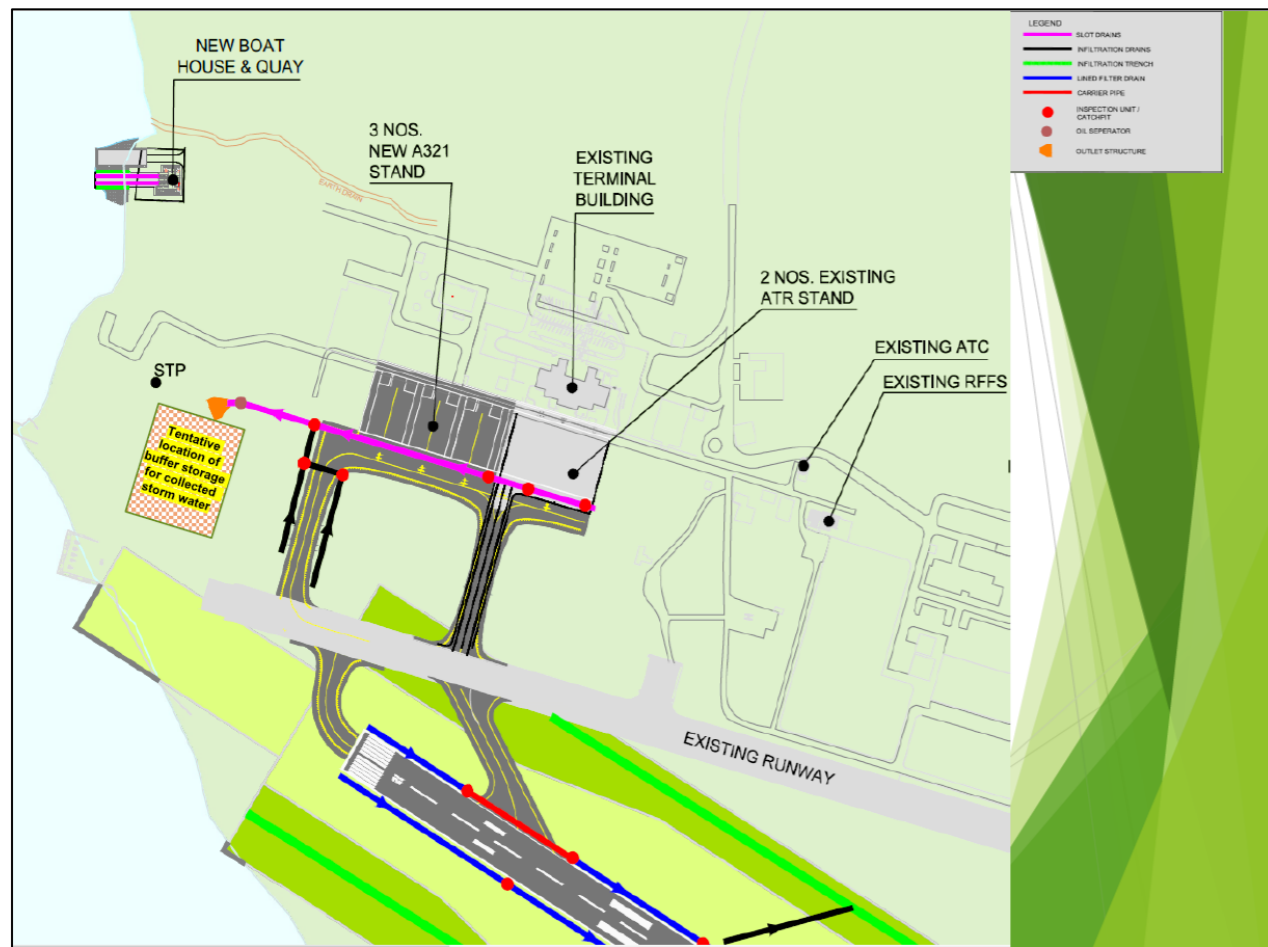 NEW BOAT
HOUSE & QUAY
3 NOS.
NEW A321
STAND
EXISTING
TERMINAL
BUILDING
2 NOS. EXISTING
ATR STAND
EXISTING ATC
EXISTING RFFS
EARTH DRAIN
STP
Tentative
location of
buffer storage
for collected
storm water
EXISTING RUNWAY
LEGEND
SLOT DRAINS
INFILTRATION DRAINS
INFILTRATION TRENCH
LINED FILTER DRAIN
CARRIER PIPE
INSPECTION UNIT /
CATCHPIT
OIL SEPERATOR
OUTLET STRUCTURE